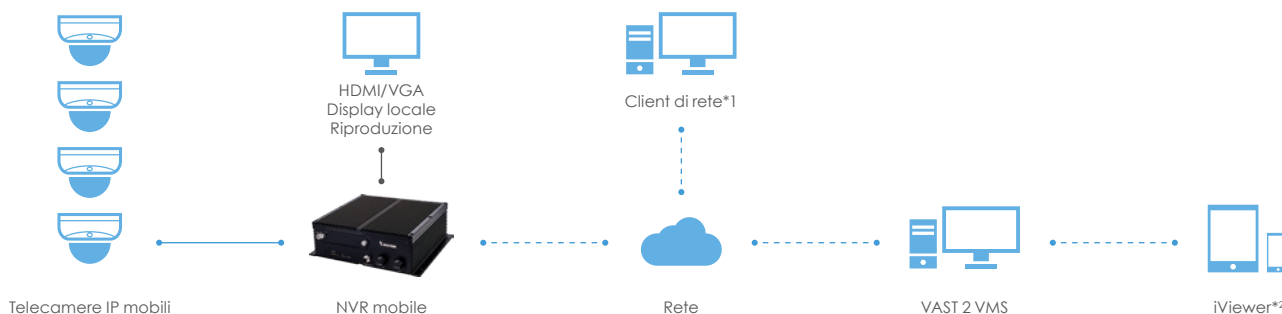 HDMI/VGA
Display locale
Riproduzione
Client di rete*1
Telecamere IP mobili
NVR mobile
Rete
VAST 2 VMS
iViewer*2